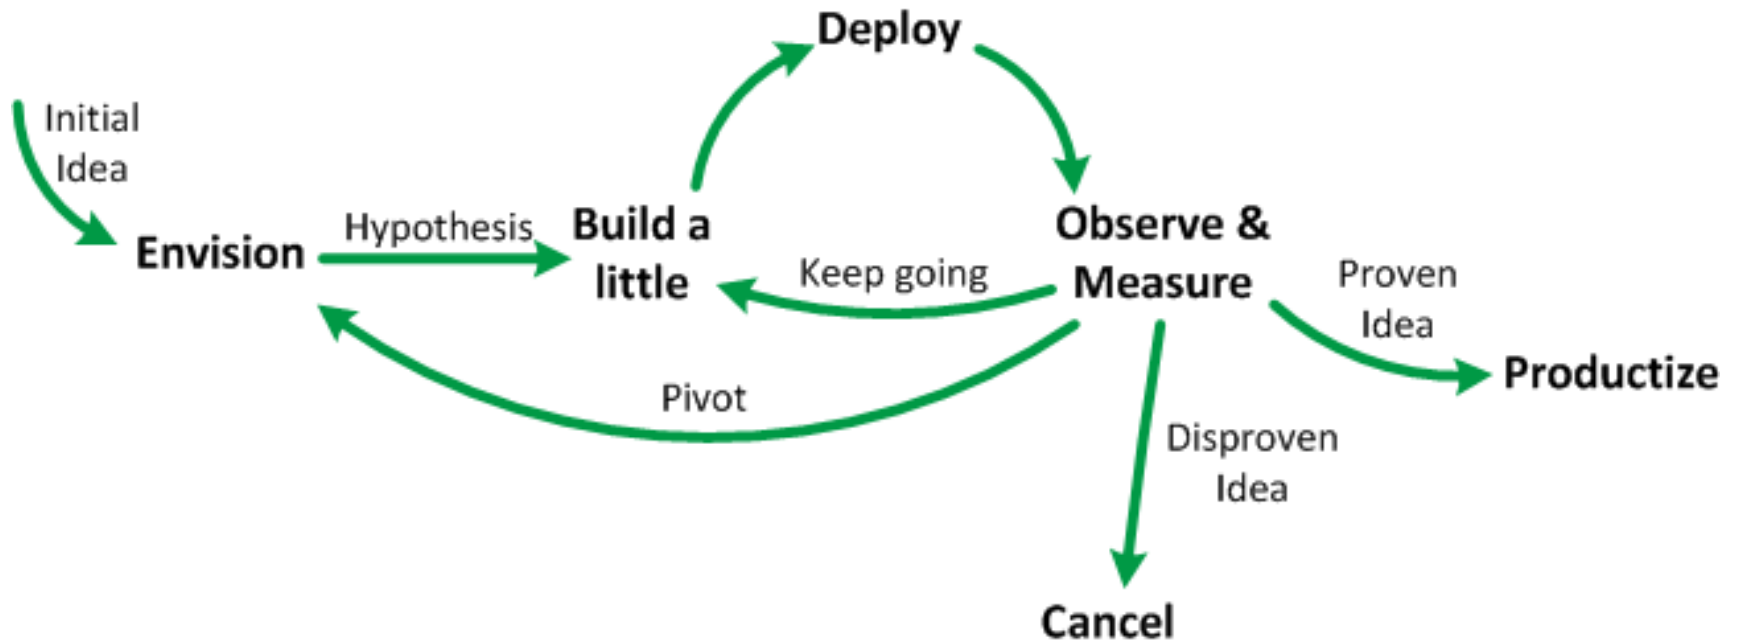 Deploy
Initial
Idea
Envision
Hypothesis
Build a
little
Observe &
Measure
Keep going
Proven
Idea
Productize
Pivot
Disproven
Idea
Cancel